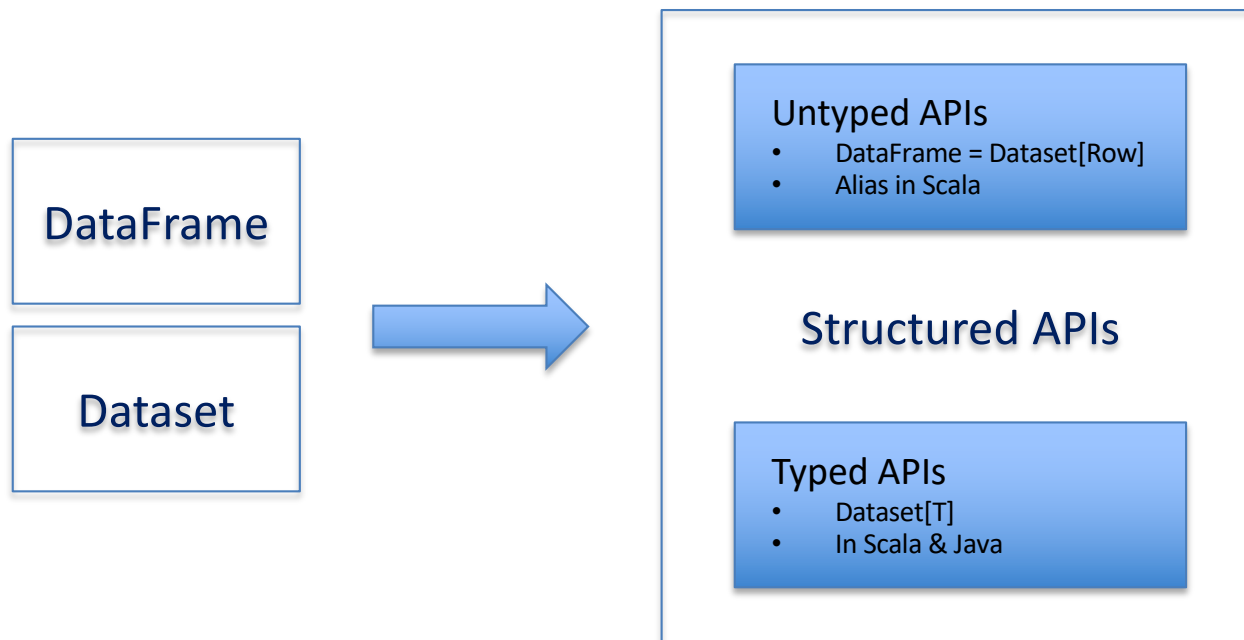 DataFrame
Dataset
Untyped APIs
• DataFrame = Dataset[Row]
• Alias in Scala
Structured APIs
Typed APIs
• Dataset[T]
• In Scala & Java